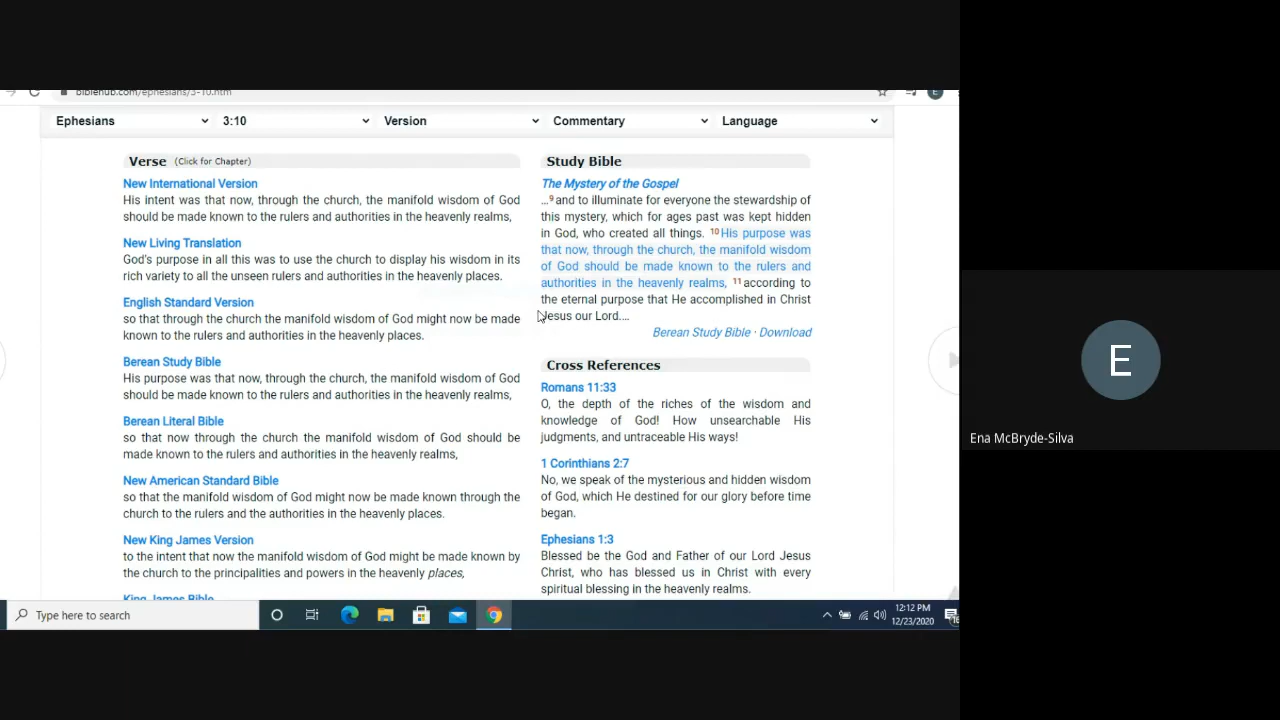 biblehub.com/ephesians/3-10.htm
E
Ephesians
3:10
Version
Commentary
Language
Verse (Click for Chapter)
New International Version
His intent was that now, through the church, the manifold wisdom of God
should be made known to the rulers and authorities in the heavenly realms,
New Living Translation
God's purpose in all this was to use the church to display his wisdom in its
rich variety to all the unseen rulers and authorities in the heavenly places.
English Standard Version
so that through the church the manifold wisdom of God might now be made
known to the rulers and authorities in the heavenly places.
Berean Study Bible
His purpose was that now, through the church, the manifold wisdom of God
should be made known to the rulers and authorities in the heavenly realms,
Berean Literal Bible
so that now through the church the manifold wisdom of God should be
made known to the rulers and authorities in the heavenly realms,
New American Standard Bible
so that the manifold wisdom of God might now be made known through the
church to the rulers and the authorities in the heavenly places.
New King James Version
to the intent that now the manifold wisdom of God might be made known by
the church to the principalities and powers in the heavenly places,
King James Bible
Study Bible
The Mystery of the Gospel
…9and to illuminate for everyone the stewardship of
this mystery, which for ages past was kept hidden
in God, who created all things. 10His purpose was
that now, through the church, the manifold wisdom
of God should be made known to the rulers and
authorities in the heavenly realms, 11according to
the eternal purpose that He accomplished in Christ
Jesus our Lord.…
Berean Study Bible · Download
Cross References
Romans 11:33
O, the depth of the riches of the wisdom and
knowledge of God! How unsearchable His
judgments, and untraceable His ways!
1 Corinthians 2:7
No, we speak of the mysterious and hidden wisdom
of God, which He destined for our glory before time
began.
Ephesians 1:3
Blessed be the God and Father of our Lord Jesus
Christ, who has blessed us in Christ with every
spiritual blessing in the heavenly realms.
E
Ena McBryde-Silva
Type here to search
12:12 PM
12/23/2020